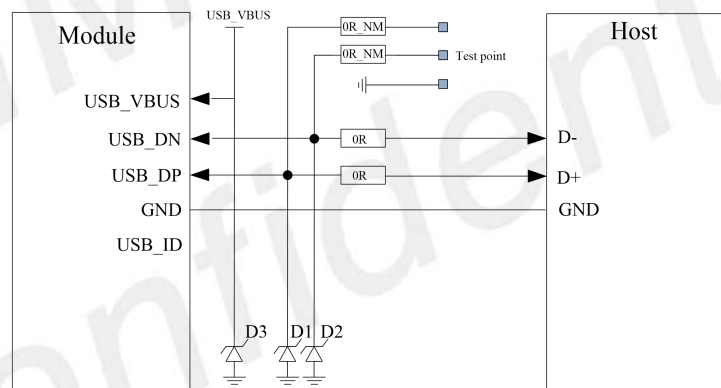 USB_VBUS
Module
0R_NM
Host
0R_NM
Test point
USB_VBUS
USB_DN
0R
D-
USB_DP
0R
D+
GND
GND
USB_ID
D3
D1
D2